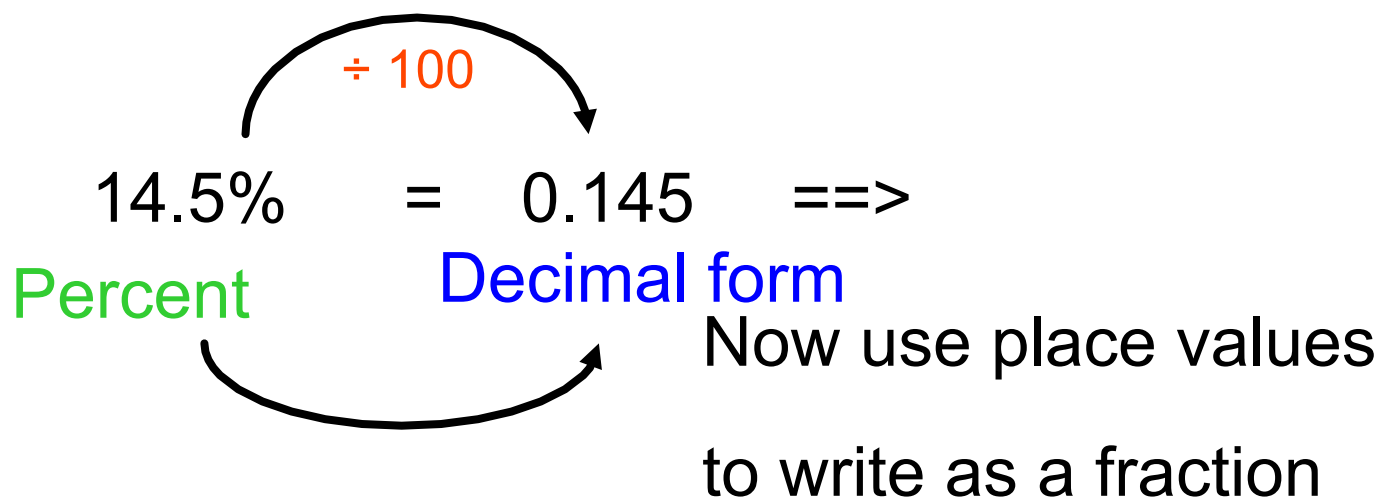 ÷ 100
14.5% = 0.145 ==>
Percent Decimal form
Now use place values
to write as a fraction